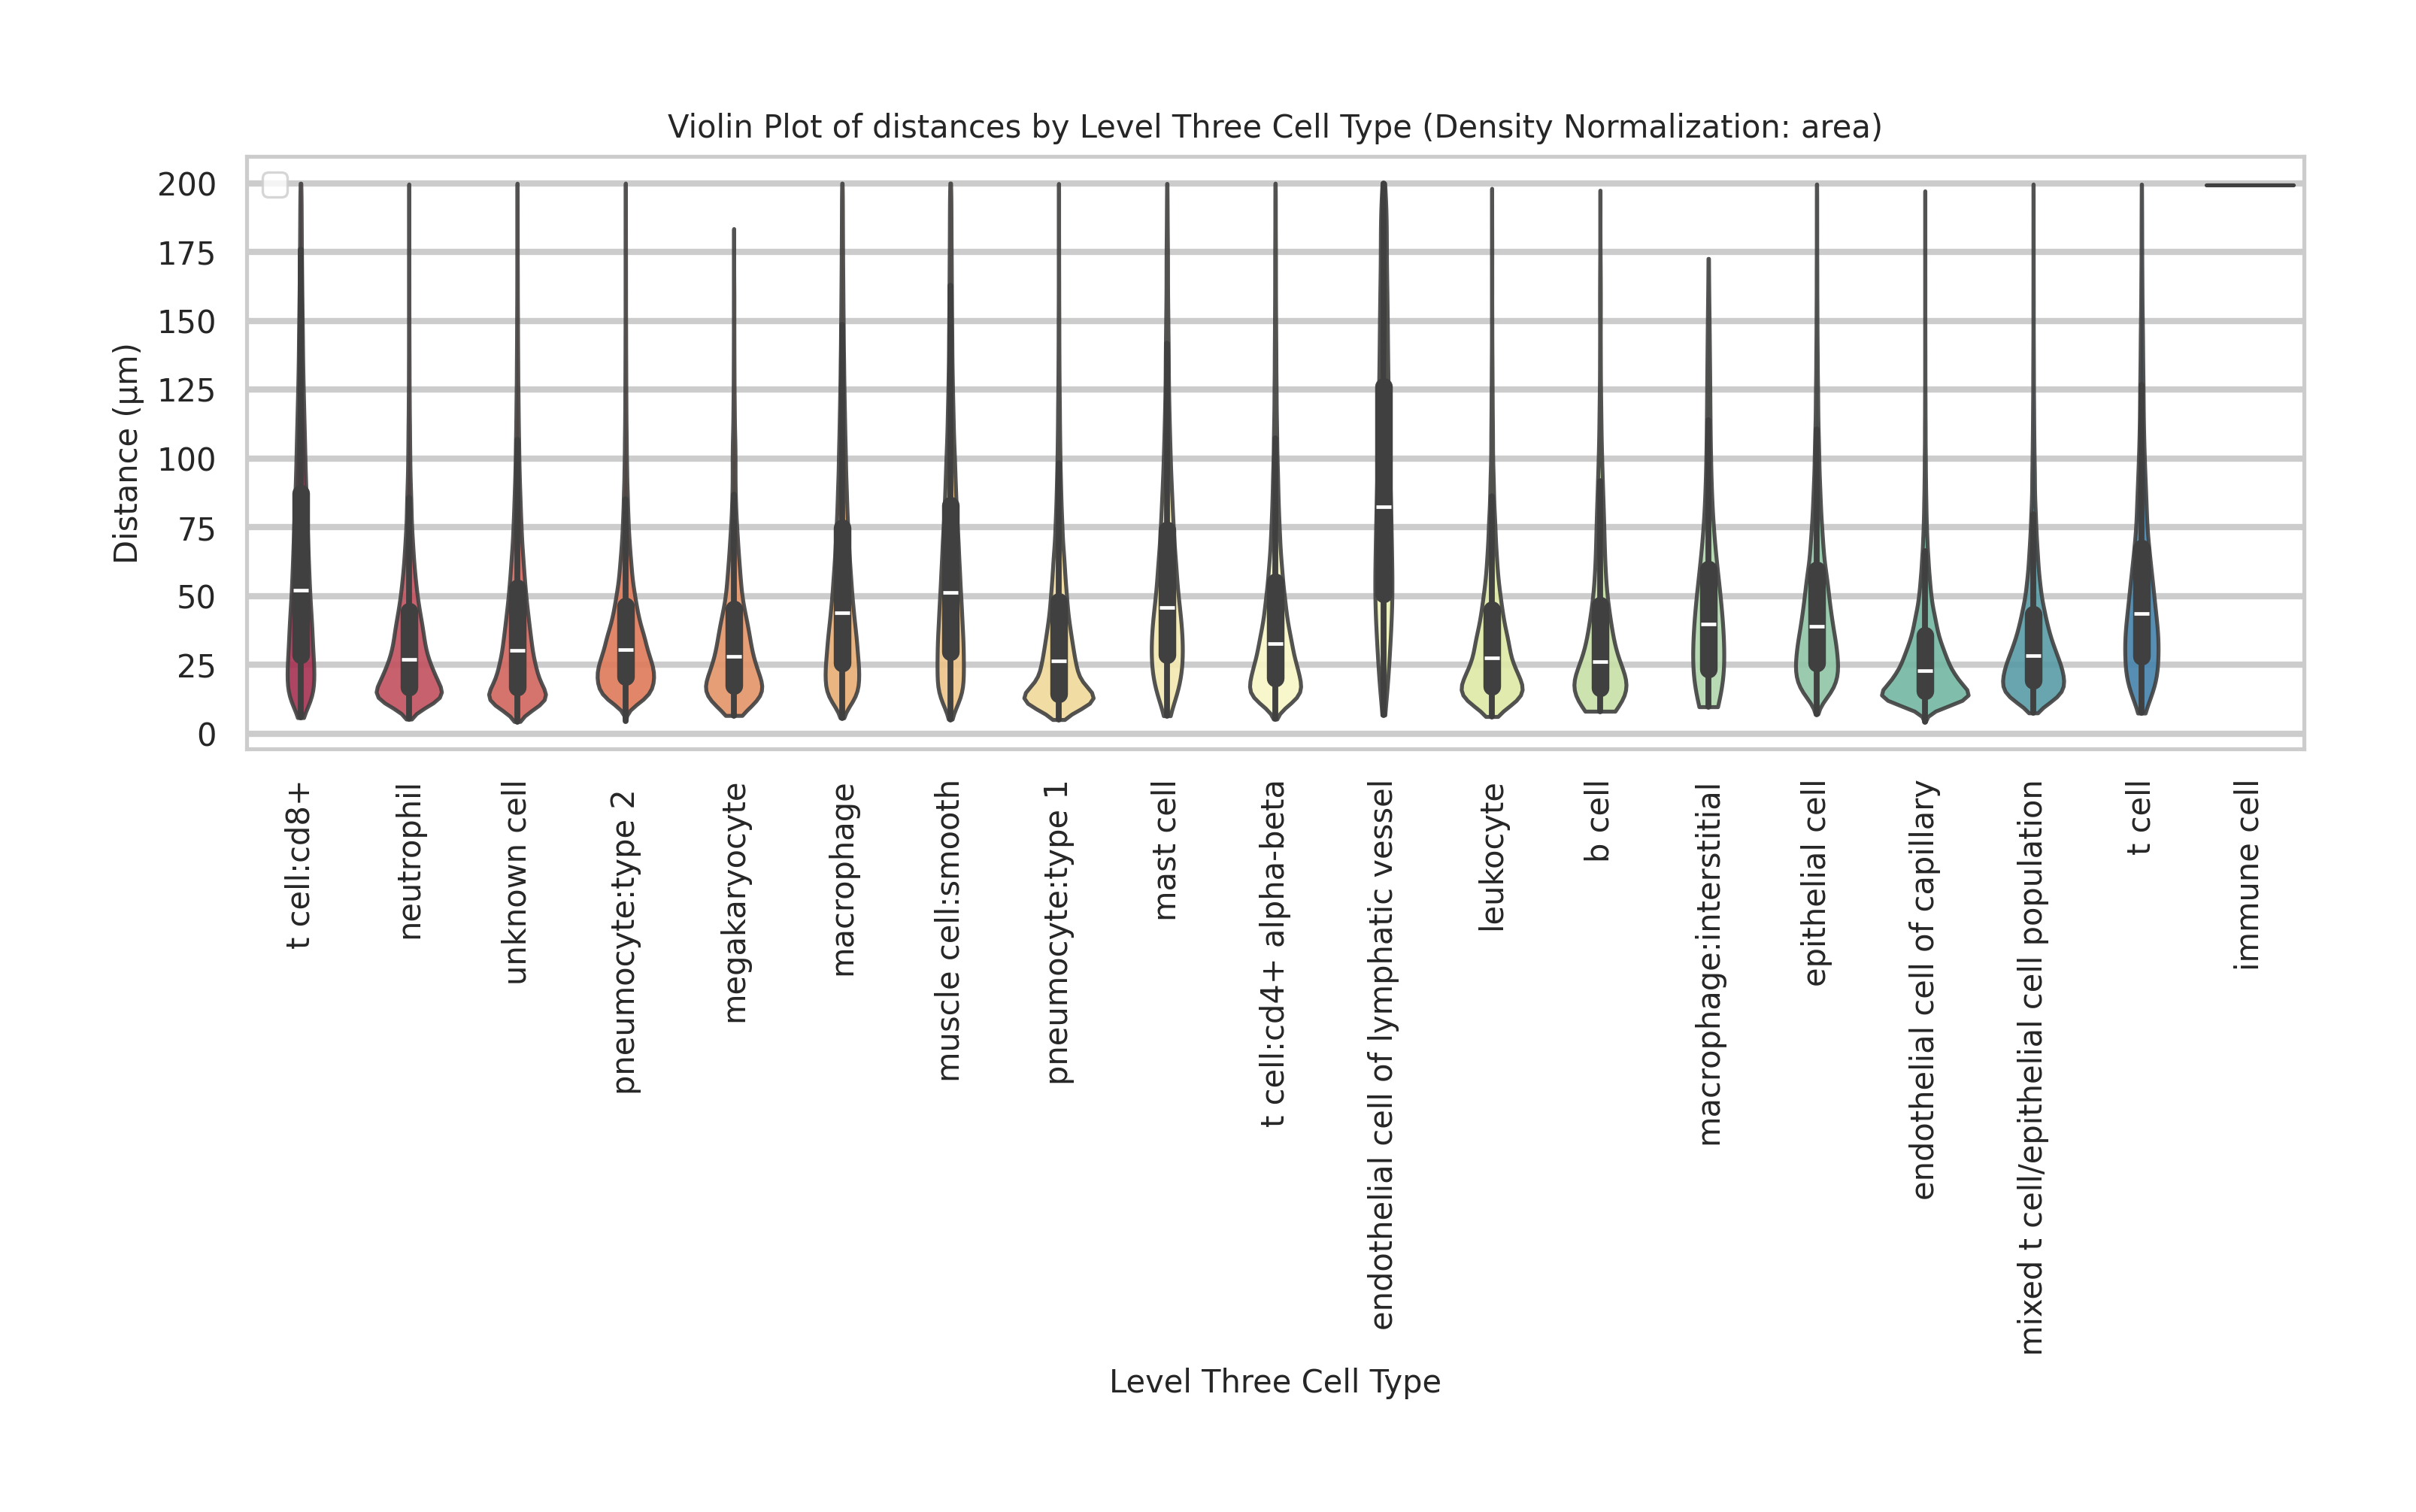 Violin Plot of distances by Level Three Cell Type (Density Normalization: area)
Distance (µm)
200
175
150
125
100
75
50
25
0
t cell:cd8+
neutrophil
unknown cell
pneumocyte:type 2
megakaryocyte
macrophage
muscle cell:smooth
pneumocyte:type 1
mast cell
t cell:cd4+ alpha-beta
endothelial cell of lymphatic vessel
leukocyte
b cell
macrophage:interstitial
epithelial cell
endothelial cell of capillary
mixed t cell/epithelial cell population
t cell
immune cell
Level Three Cell Type